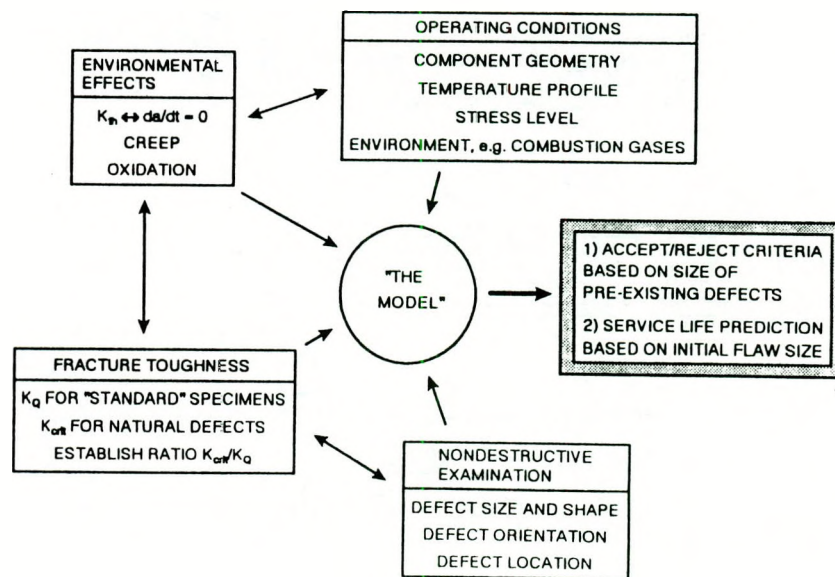 OPERATING CONDITIONS
COMPONENT GEOMETRY
TEMPERATURE PROFILE
STRESS LEVEL
ENVIRONMENT, e.g. COMBUSTION GASES
ENVIRONMENTAL
EFFECTS
Kth ↔ da/dt = 0
CREEP
OXIDATION
"THE
MODEL"
1) ACCEPT/REJECT CRITERIA
BASED ON SIZE OF
PRE-EXISTING DEFECTS
2) SERVICE LIFE PREDICTION
BASED ON INITIAL FLAW SIZE
FRACTURE TOUGHNESS
KQ FOR "STANDARD" SPECIMENS
Kcrit FOR NATURAL DEFECTS
ESTABLISH RATIO Kcrit/KQ
NONDESTRUCTIVE
EXAMINATION
DEFECT SIZE AND SHAPE
DEFECT ORIENTATION
DEFECT LOCATION